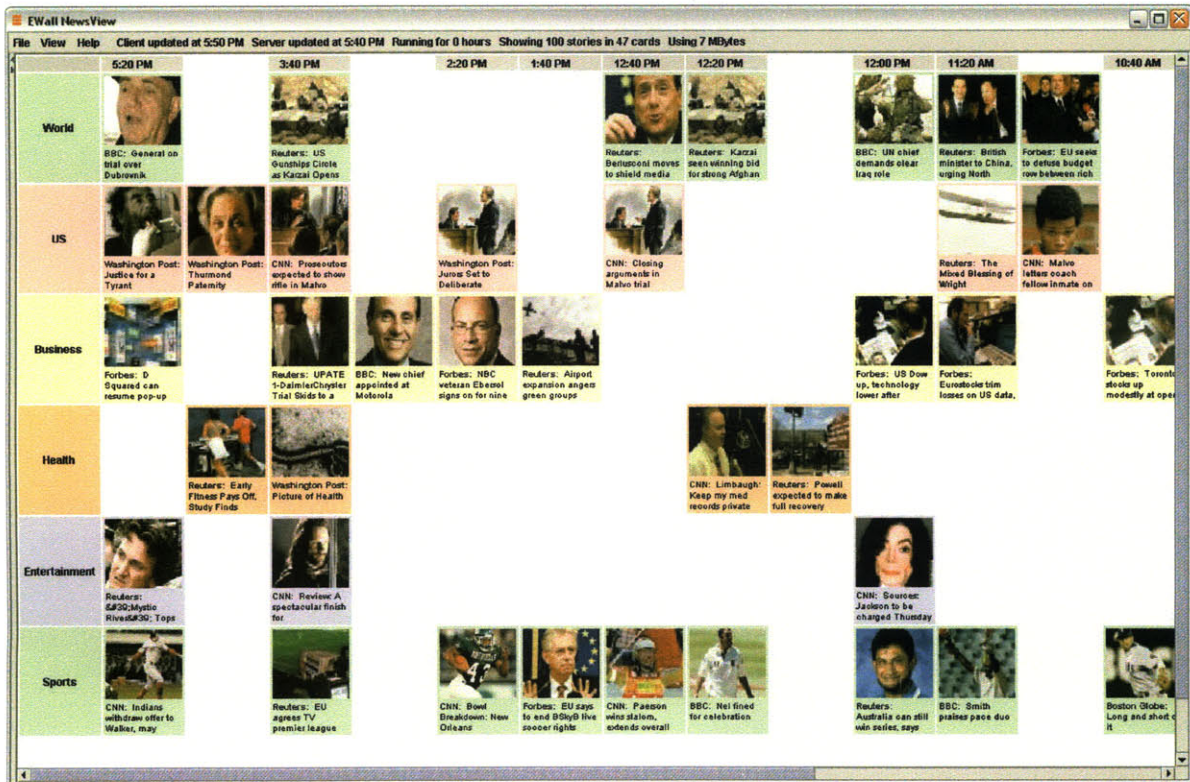 EWall NewsView
File View Help Client updated at 5:50 PM Server updated at 5:40 PM Running for 0 hours Showing 100 stories in 47 cards Using 7 MBytes
5:20 PM 3:40 PM 2:20 PM 1:40 PM 12:40 PM 12:20 PM 12:00 PM 11:20 AM 10:40 AM
World
BBC: General on
trial over
Dubrovnik
Reuters: US
Gunships Circle
as Karzai Opens
Reuters:
Berlusconi moves
to shield media
Reuters: Karzai
seen winning bid
for strong Afghan
BBC: UN chief
demands clear
Iraq role
Reuters: British
minister to China,
urging North
Forbes: EU seeks
to defuse budget
row between rich
US
Washington Post:
Justice for a
Tyrant
Washington Post:
Thurmond
Paternity
CNN: Prosecutors
expected to show
rifle in Malvo
Washington Post:
Jurors Set to
Deliberate
CNN: Closing
arguments in
Malvo trial
Reuters: The
Mixed Blessing of
Wright
CNN: Malvo
letters coach
fellow inmate on
Business
Forbes: D
Squared can
resume pop-up
Reuters: UPATE
1-DaimlerChrysler
Trial Skids to a
BBC: New chief
appointed at
Motorola
Forbes: NBC
veteran Ebersol
signs on for nine
Reuters: Airport
expansion angers
green groups
Forbes: US Dow
up, technology
lower after
Forbes:
Eurostocks trim
losses on US data,
Forbes: Toronto
stocks up
modestly at open
Health
Reuters: Early
Fitness Pays Off,
Study Finds
Washington Post:
Picture of Health
CNN: Limbaugh:
Keep my med
records private
Reuters: Powell
expected to make
full recovery
Entertainment
Reuters:
&#39;Mystic
River&#39; Tops
CNN: Review: A
spectacular finish
for
CNN: Sources:
Jackson to be
charged Thursday
Sports
CNN: Indians
withdraw offer to
Walker, may
Reuters: EU
agrees TV
premier league
CNN: Bowl
Breakdown: New
Orleans
Forbes: EU says
to end BSkyB live
soccer rights
CNN: Paerson
wins slalom,
extends overall
BBC: Nel fined
for celebration
Reuters:
Australia can still
win series, says
BBC: Smith
praises pace duo
Boston Globe:
Long and short o
it